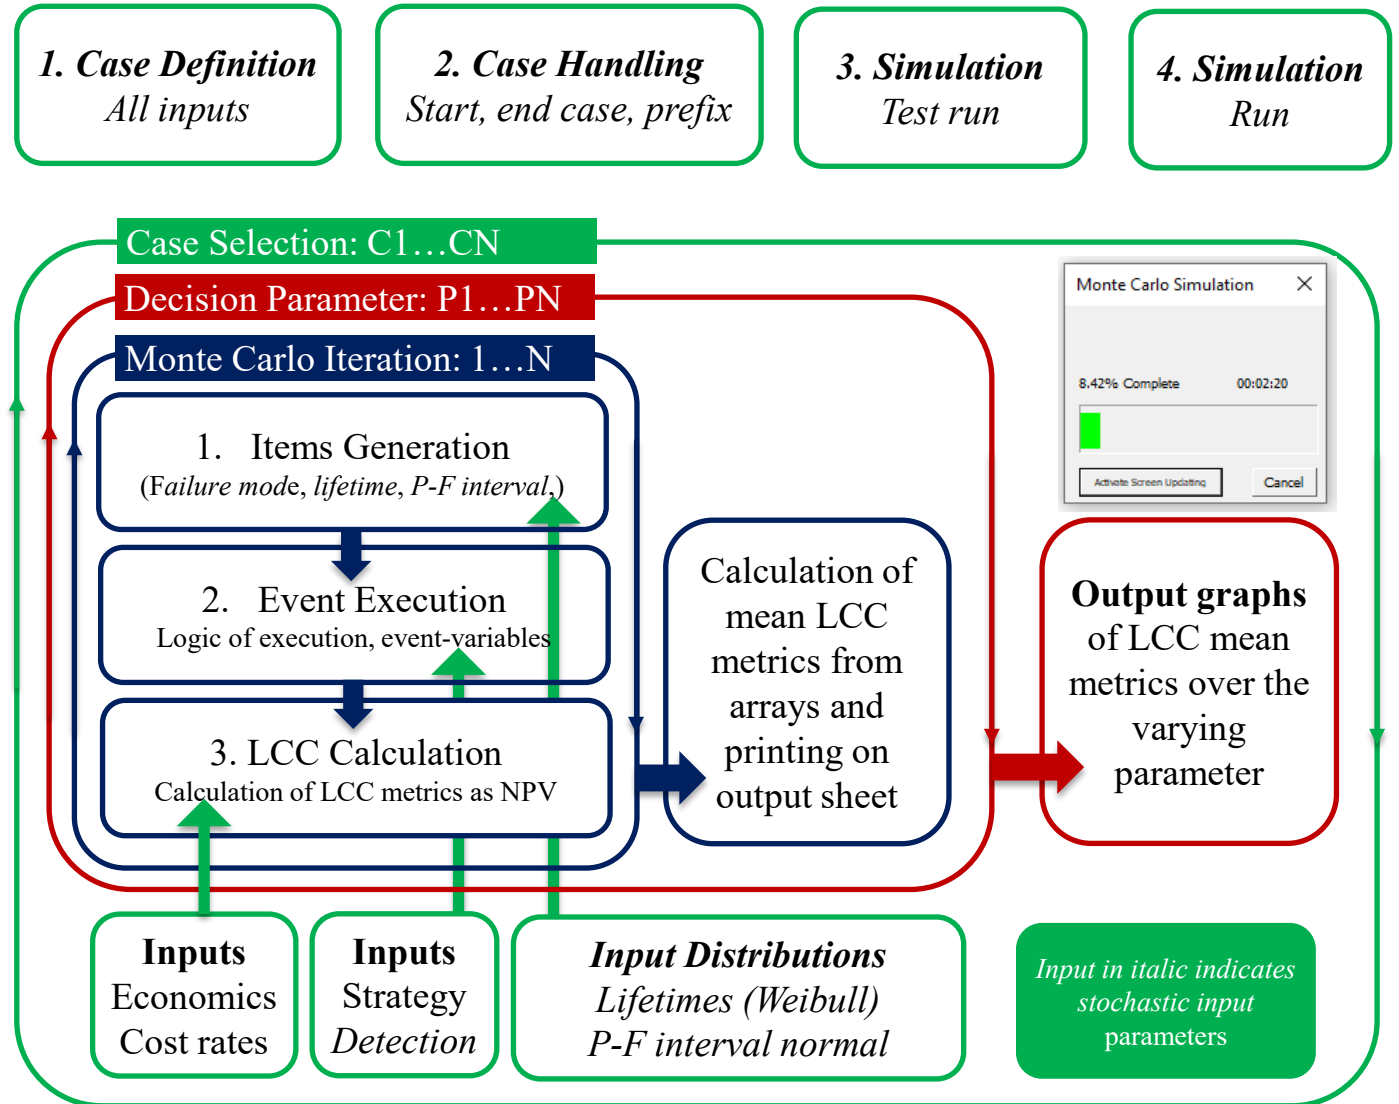 1. Case Definition
All inputs
2. Case Handling
Start, end case, prefix
3. Simulation
Test run
4. Simulation
Run
Case Selection: C1…CN
Decision Parameter: P1…PN
Monte Carlo Iteration: 1…N
1. Items Generation
(Failure mode, lifetime, P-F interval,)
2. Event Execution
Logic of execution, event-variables
3. LCC Calculation
Calculation of LCC metrics as NPV
Calculation of
mean LCC
metrics from
arrays and
printing on
output sheet
Monte Carlo Simulation
8.42% Complete 00:02:20
Activate Screen Updating Cancel
Output graphs
of LCC mean
metrics over the
varying
parameter
Inputs
Economics
Cost rates
Inputs
Strategy
Detection
Input Distributions
Lifetimes (Weibull)
P-F interval normal
Input in italic indicates
stochastic input
parameters